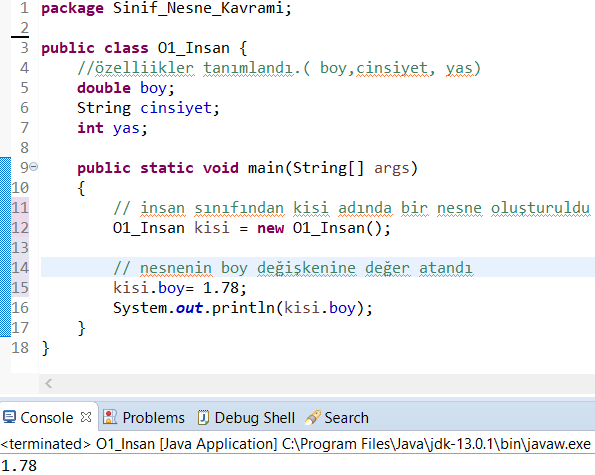 1 package Sinif_Nesne_Kavrami;
2
3 public class O1_Insan {
4 //özelliikler tanımlandı.( boy,cinsiyet, yas)
5 double boy;
6 String cinsiyet;
7 int yas;
8
9 public static void main(String[] args)
10 {
11 // insan sınıfından kisi adında bir nesne oluşturuldu
12 O1_Insan kisi = new O1_Insan();
13
14 // nesnenin boy değişkenine değer atandı
15 kisi.boy= 1.78;
16 System.out.println(kisi.boy);
17 }
18 }
Console Problems Debug Shell Search
<terminated> O1_Insan [Java Application] C:\Program Files\Java\jdk-13.0.1\bin\javaw.exe
1.78